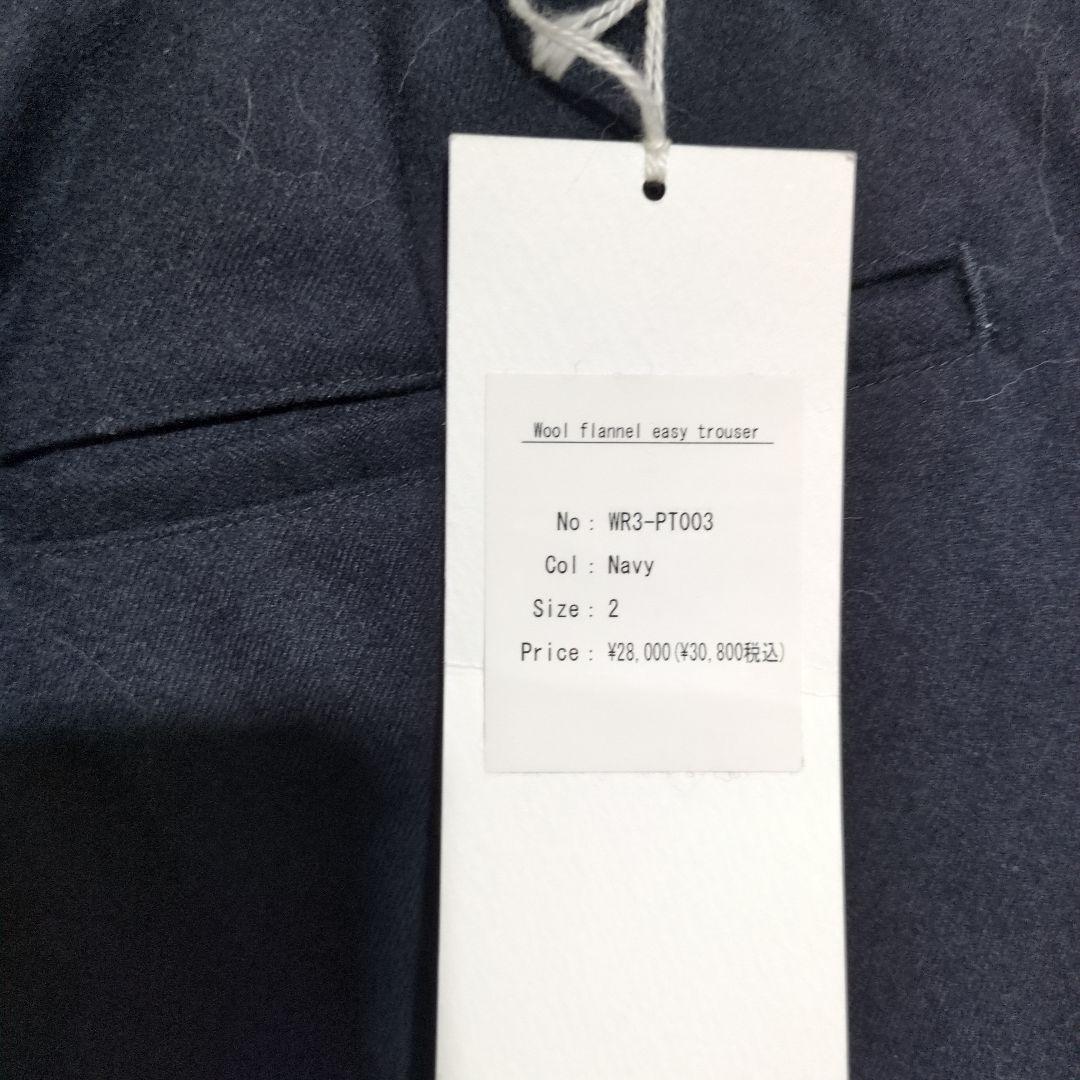 Wool flannel easy trouser
No : WR3-PT003
Col : Navy
Size : 2
Price : ¥28,000(¥30,800税込)